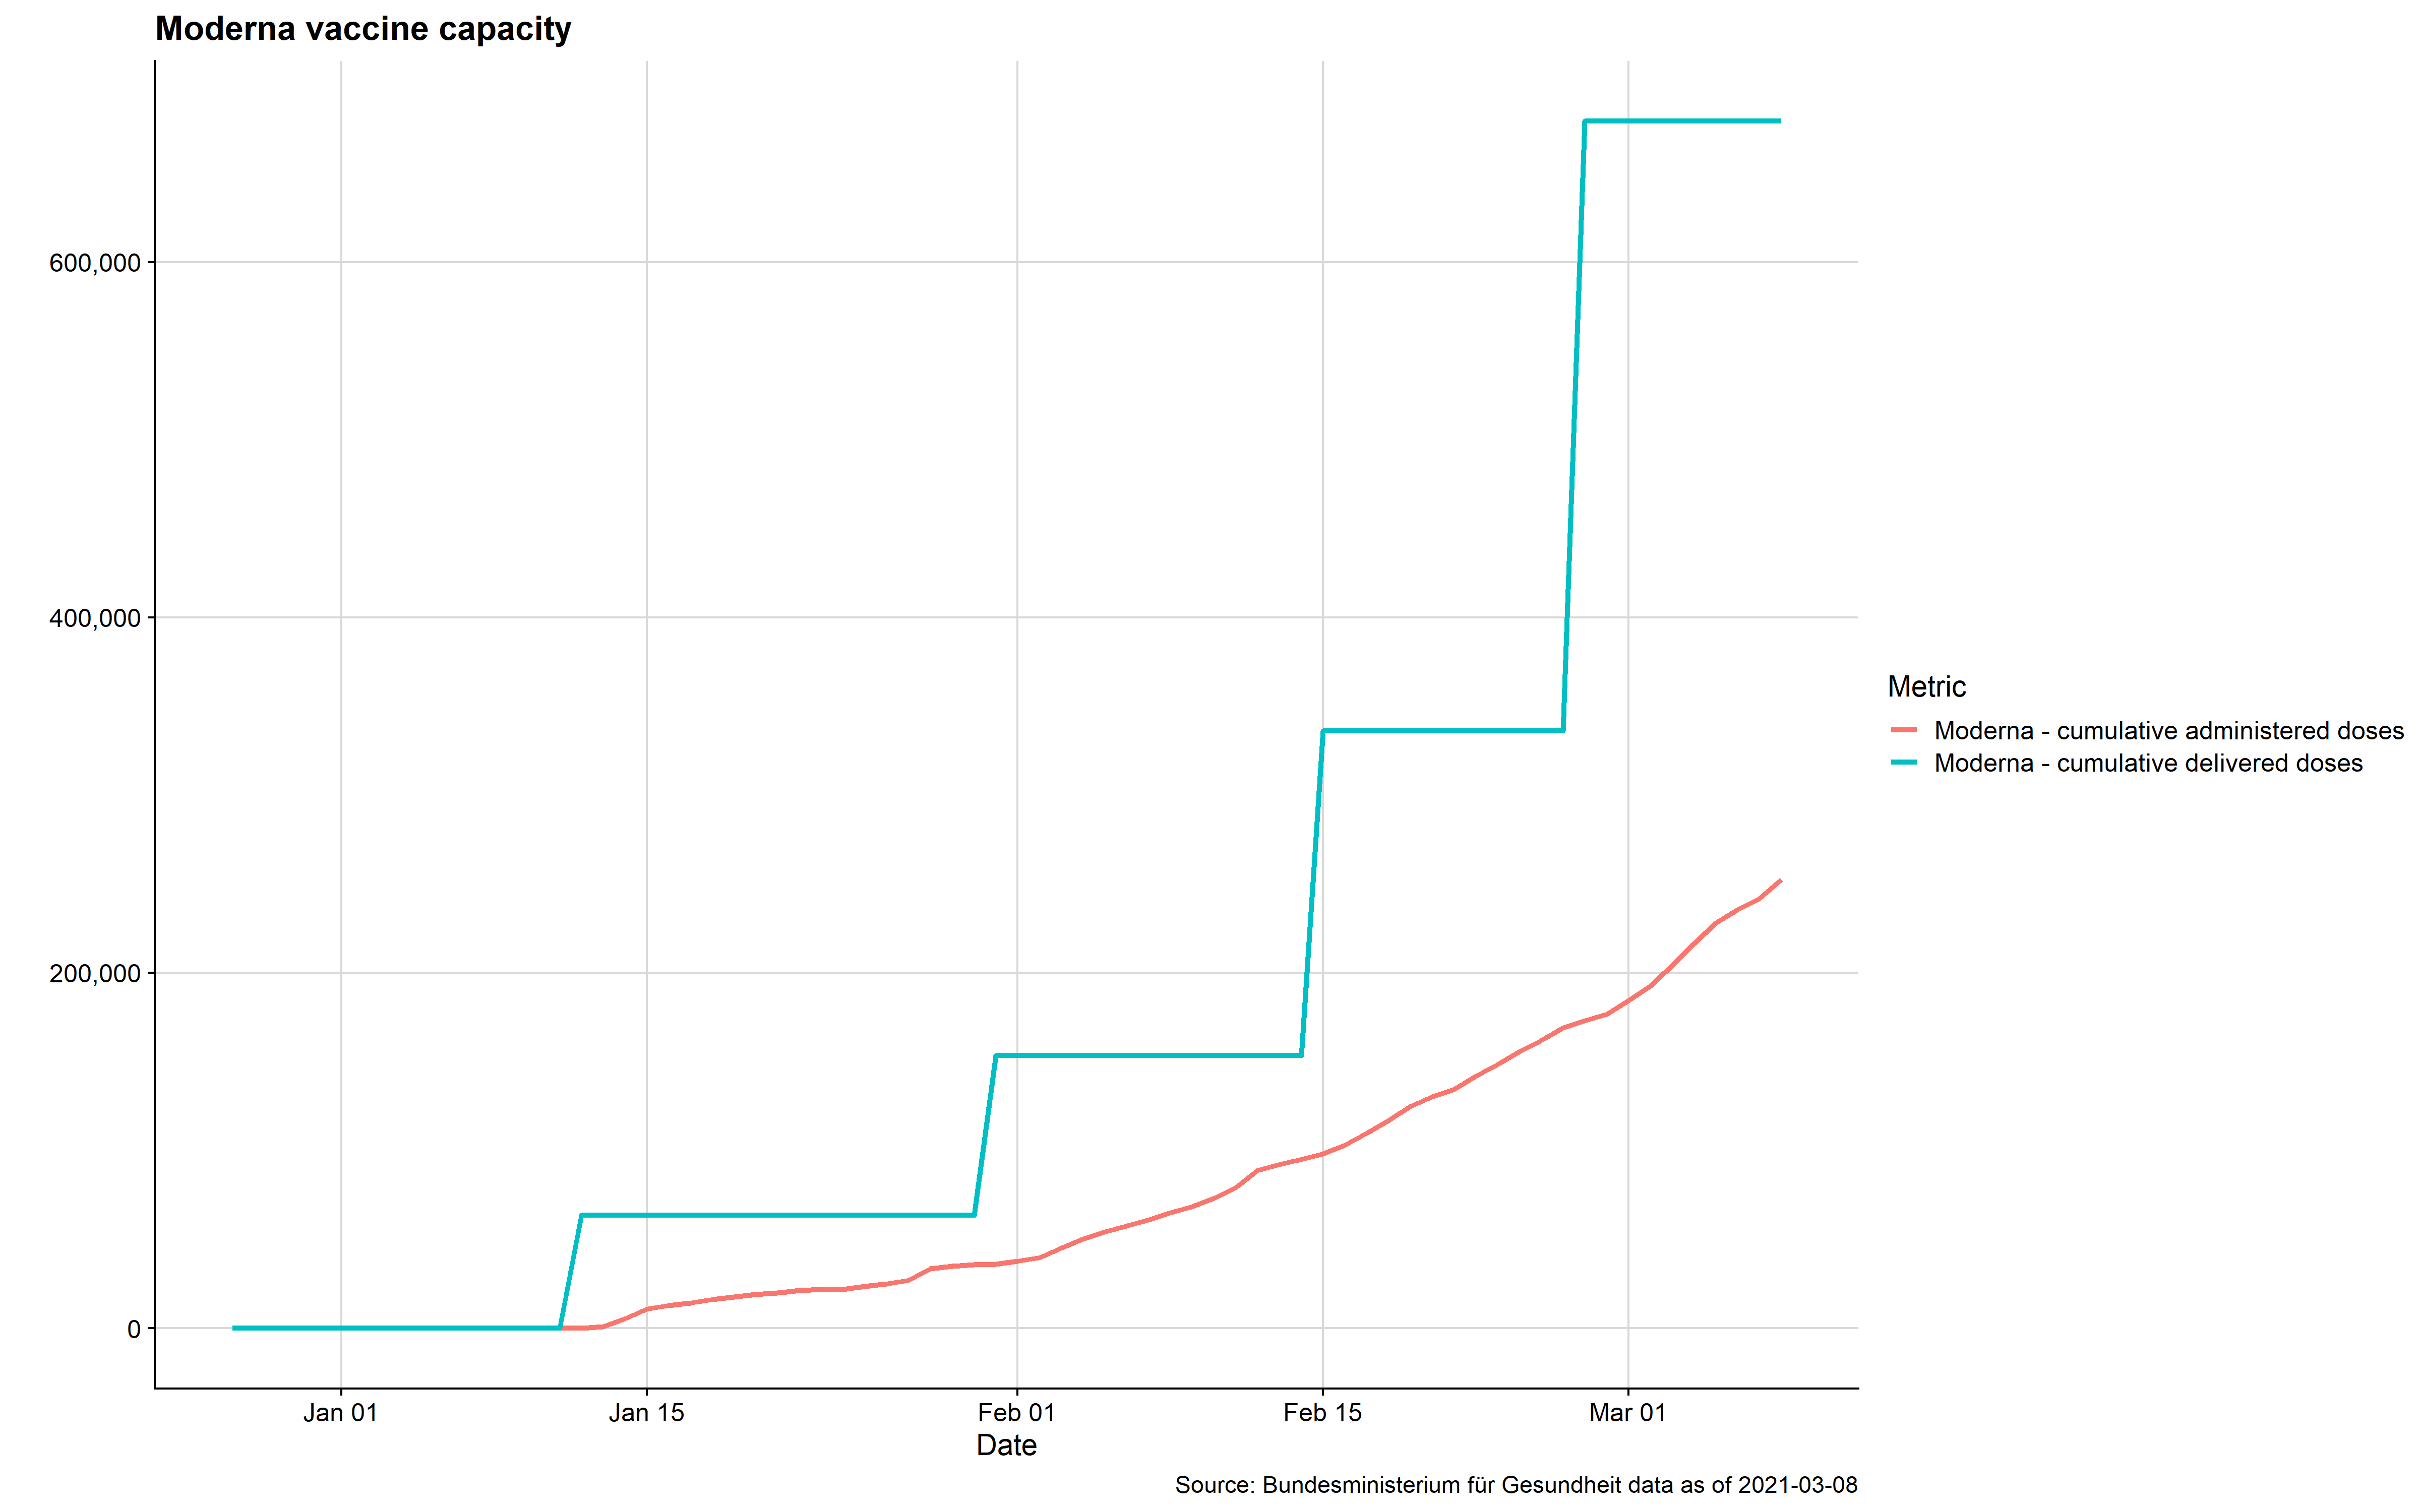 Moderna vaccine capacity
600,000
400,000
200,000
0
Jan 01
Jan 15
Feb 01
Feb 15
Mar 01
Date
Metric
Moderna - cumulative administered doses
Moderna - cumulative delivered doses
Source: Bundesministerium für Gesundheit data as of 2021-03-08